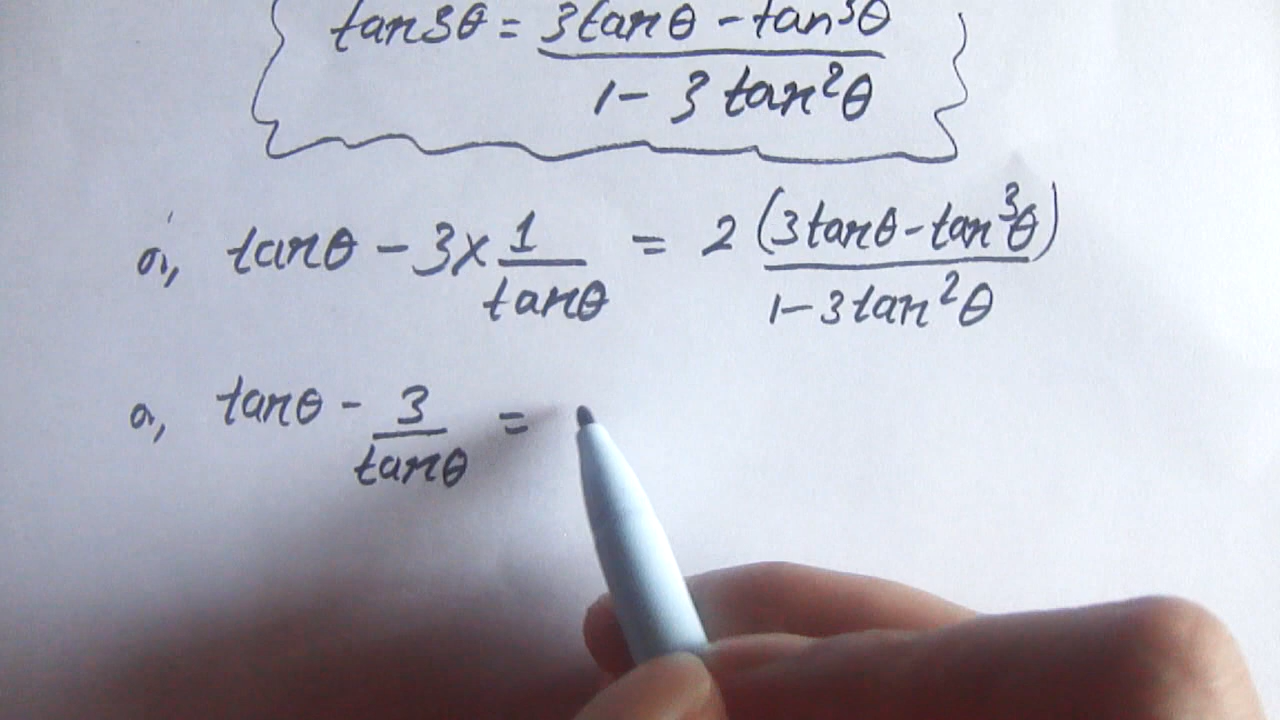 tan3θ = 3tanθ - tan³θ / 1 - 3tan²θ
or, tanθ - 3 × 1/tanθ = 2 (3tanθ - tan³θ) / 1 - 3tan²θ
or, tanθ - 3/tanθ =